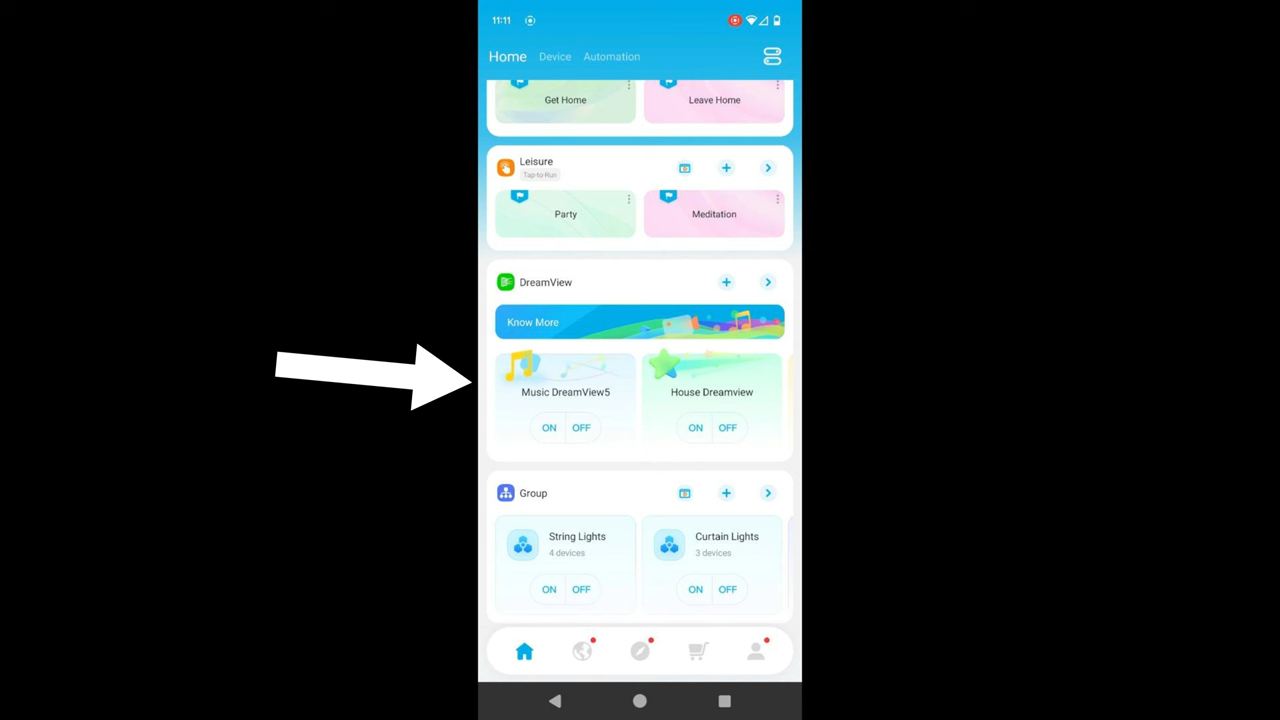 11:11
Home Device Automation
Get Home Leave Home
Leisure
Tap-to-Run
Party Meditation
DreamView
Know More
Music DreamView5 House Dreamview
ON OFF ON OFF
Group
String Lights Curtain Lights
4 devices 3 devices
ON OFF ON OFF